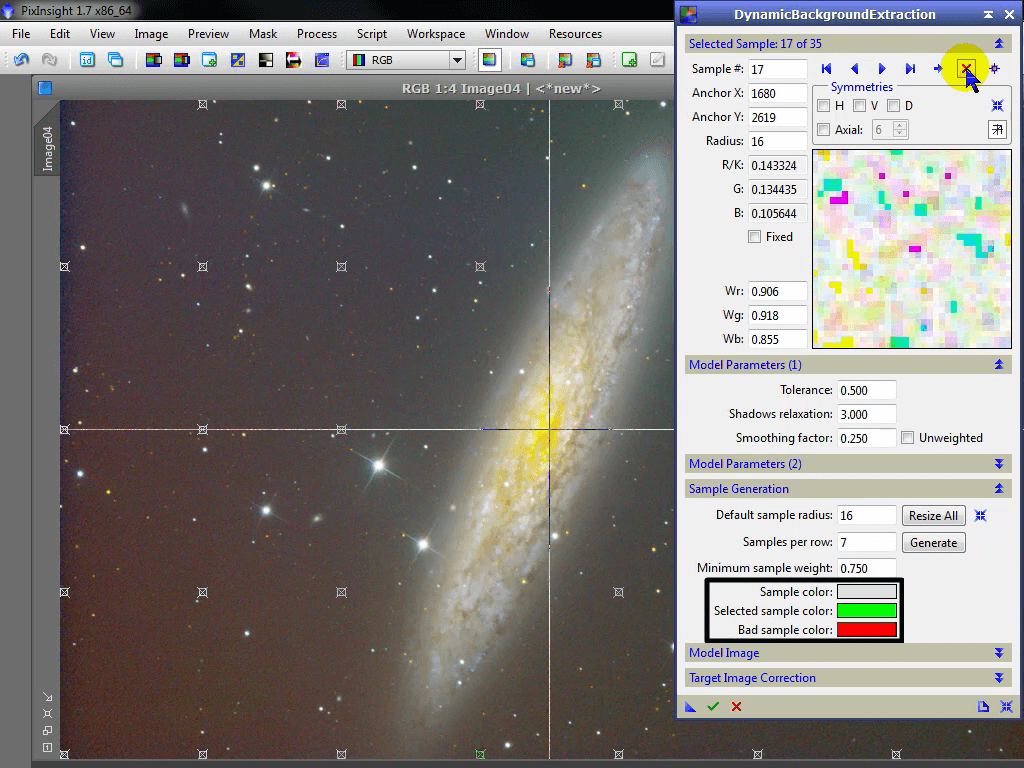 PixInsight 1.7 x86_64
File Edit View Image Preview Mask Process Script Workspace Window Resources
RGB
RGB 1:4 Image04 | <*new*>
Image04
DynamicBackgroundExtraction
Selected Sample: 17 of 35
Sample #: 17
Anchor X: 1680
Anchor Y: 2619
Radius: 16
R/K: 0.143324
G: 0.134435
B: 0.105644
Fixed
Wr: 0.906
Wg: 0.918
Wb: 0.855
Symmetries
H V D
Axial: 6
Model Parameters (1)
Tolerance: 0.500
Shadows relaxation: 3.000
Smoothing factor: 0.250 Unweighted
Model Parameters (2)
Sample Generation
Default sample radius: 16 Resize All
Samples per row: 7 Generate
Minimum sample weight: 0.750
Sample color:
Selected sample color:
Bad sample color:
Model Image
Target Image Correction